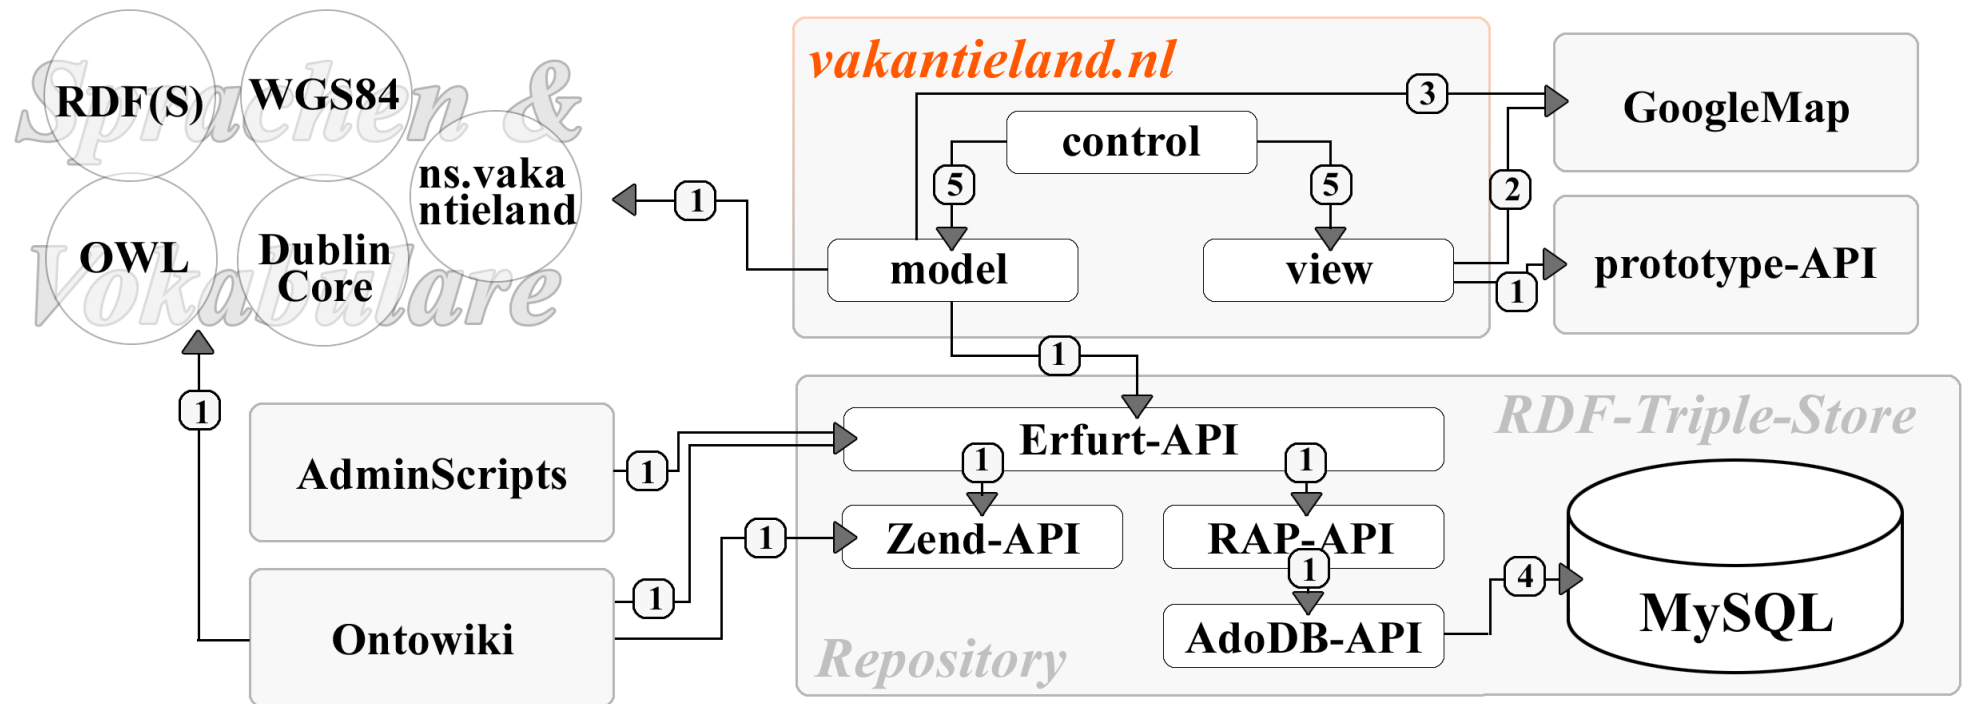 Sprachen &
Vokabulare
RDF(S)
WGS84
ns.vaka
ntieland
OWL
Dublin
Core
1
1
vakantieland.nl
control
5
5
model
view
3
2
1
GoogleMap
prototype-API
1
AdminScripts
1
Ontowiki
1
1
RDF-Triple-Store
Erfurt-API
1
1
Zend-API
RAP-API
1
AdoDB-API
4
MySQL
Repository